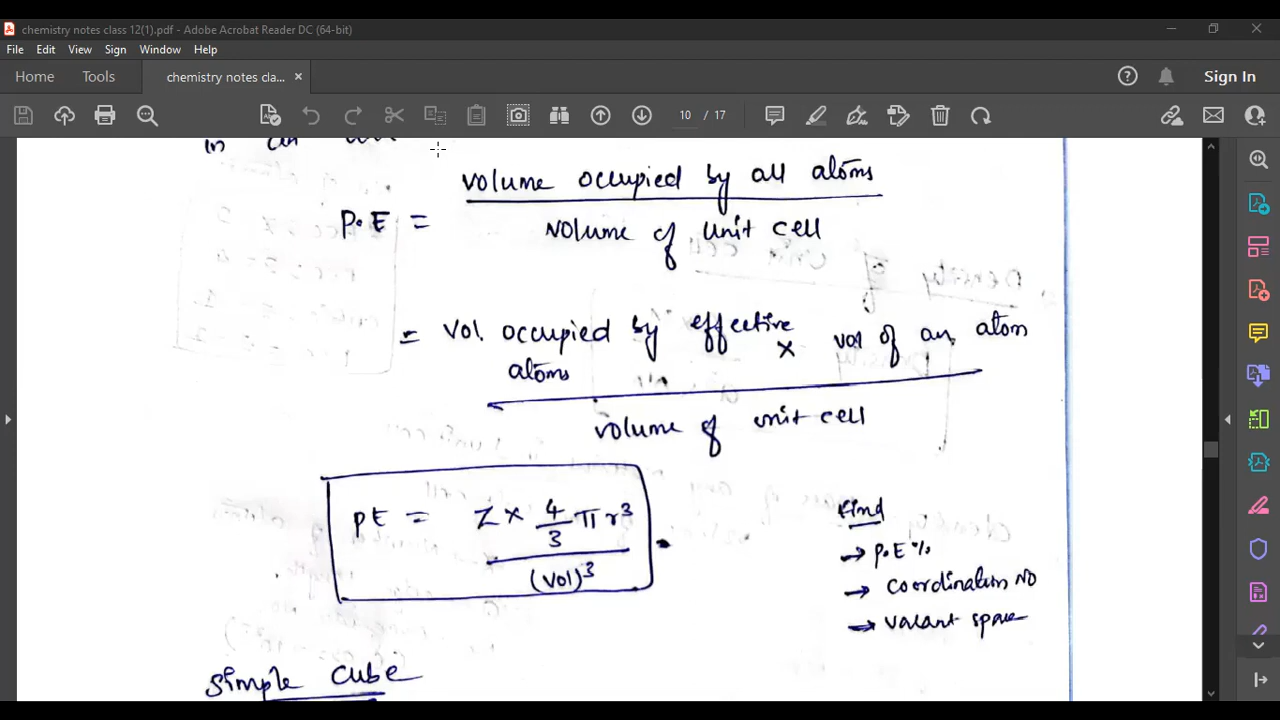 chemistry notes class 12(1).pdf - Adobe Acrobat Reader DC (64-bit)
File Edit View Sign Window Help
Home Tools chemistry notes cla... × Sign In
10 / 17
in an
volume occupied by all atoms
P.E =
volume of unit cell
= vol. occupied by effective × vol of an atom
atoms
volume of unit cell
PE = Z × 4/3 π r³
(vol)³
Find
→ P.E %
→ coordination NO
→ vacant space
simple cube